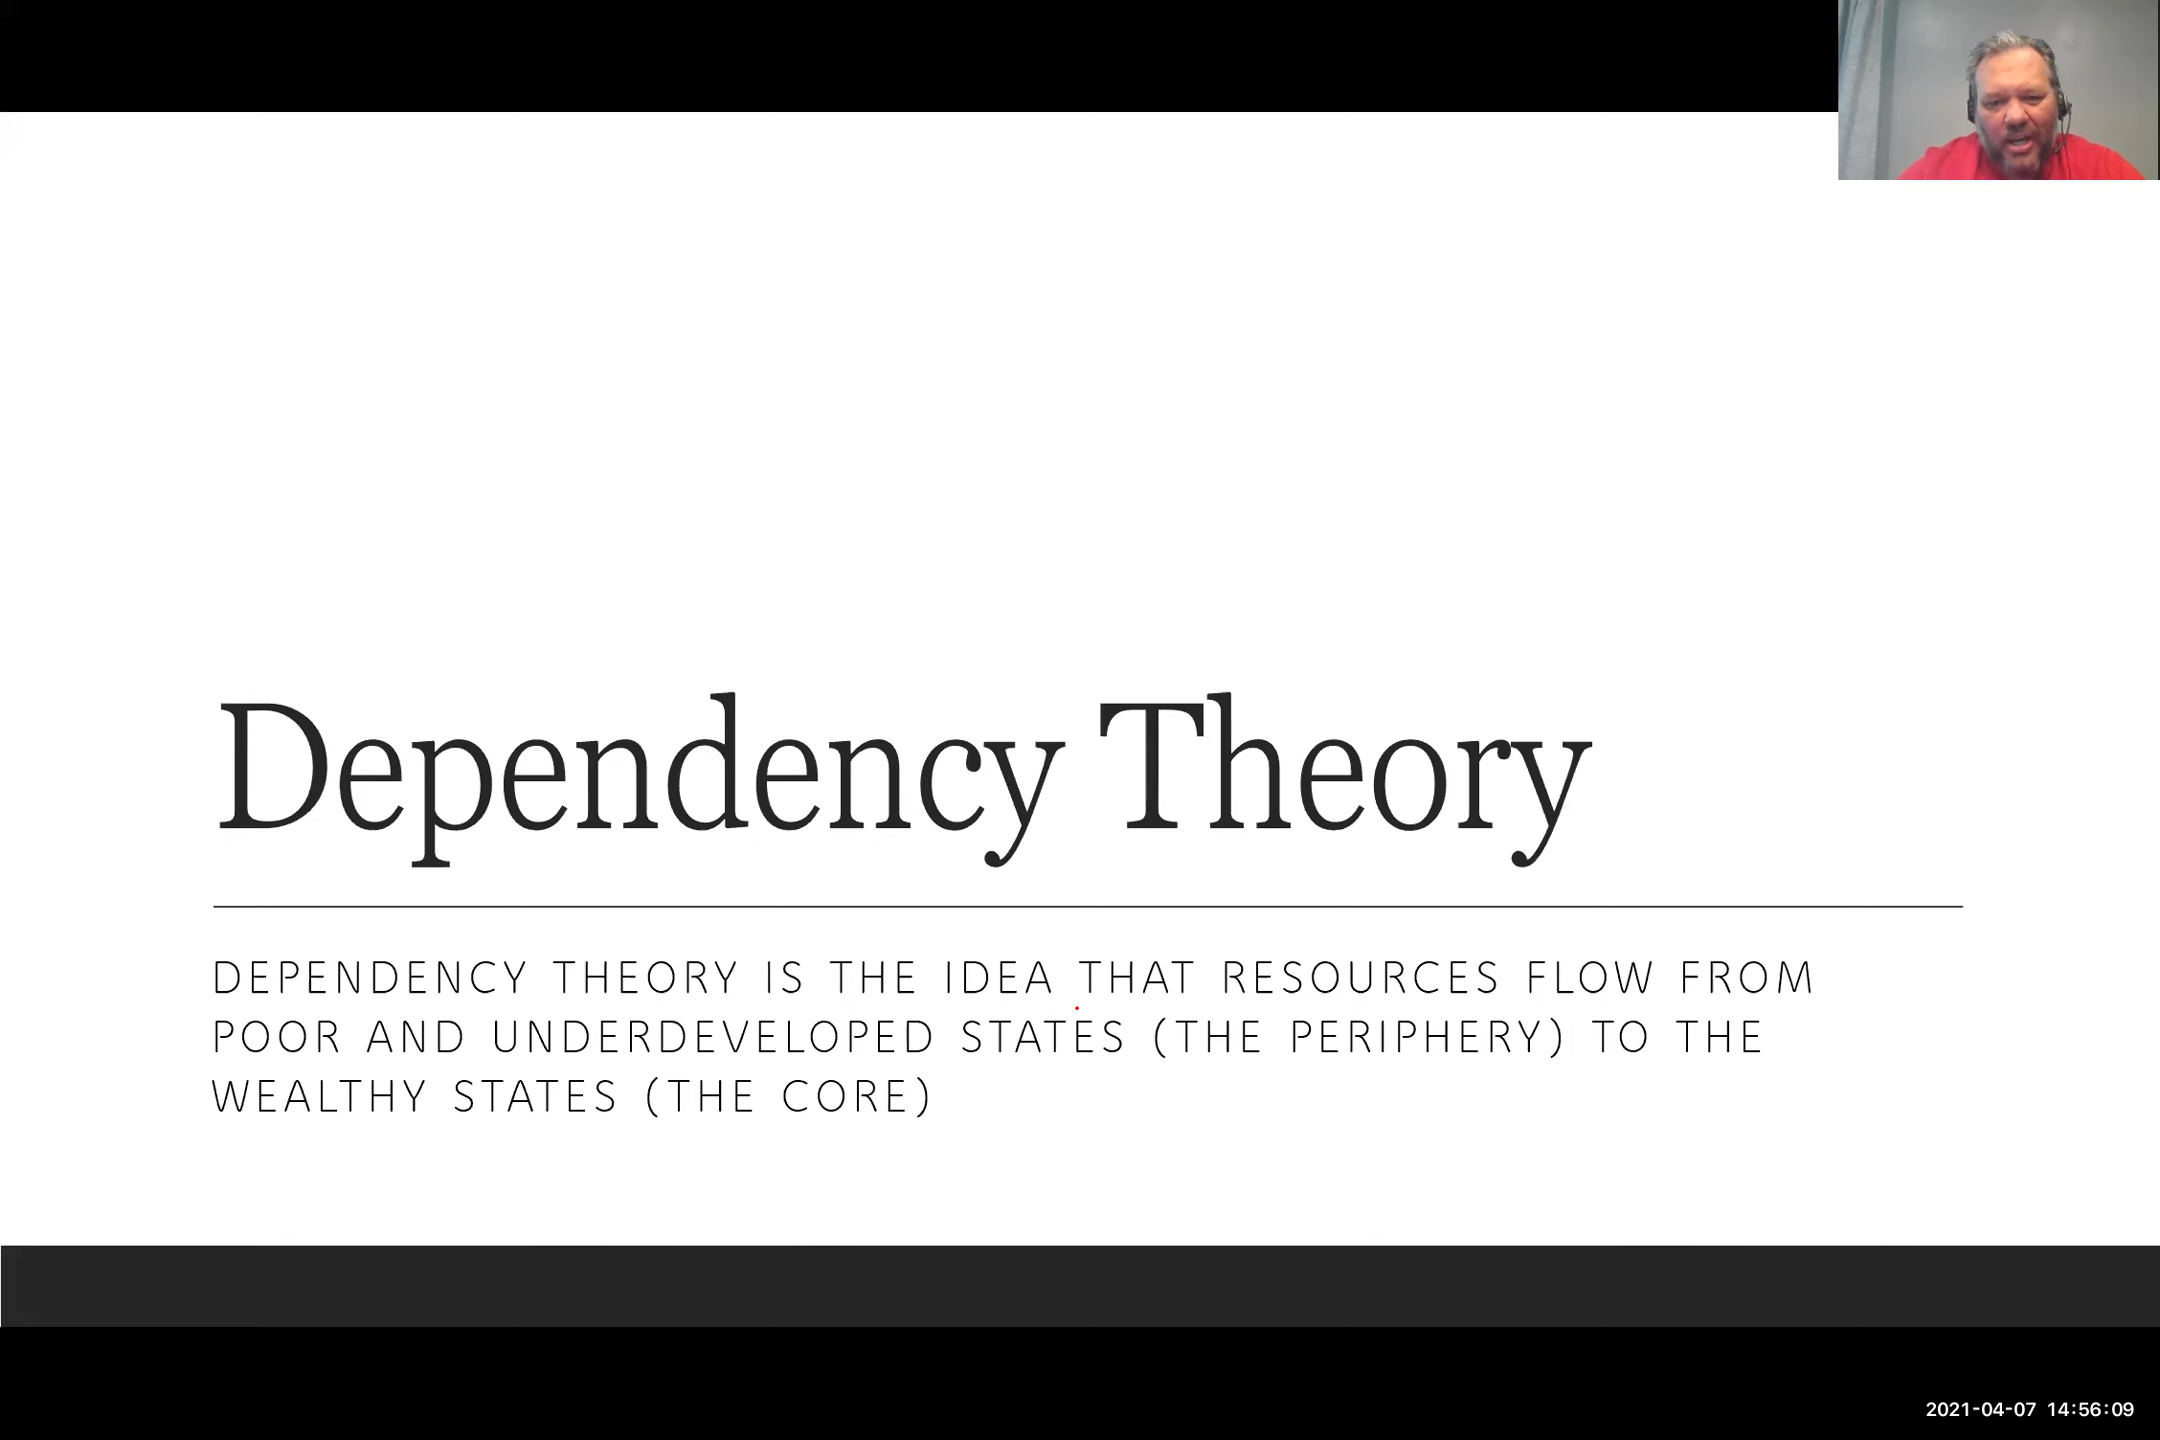 Dependency Theory
DEPENDENCY THEORY IS THE IDEA THAT RESOURCES FLOW FROM
POOR AND UNDERDEVELOPED STATES (THE PERIPHERY) TO THE
WEALTHY STATES (THE CORE)
2021-04-07 14:56:09